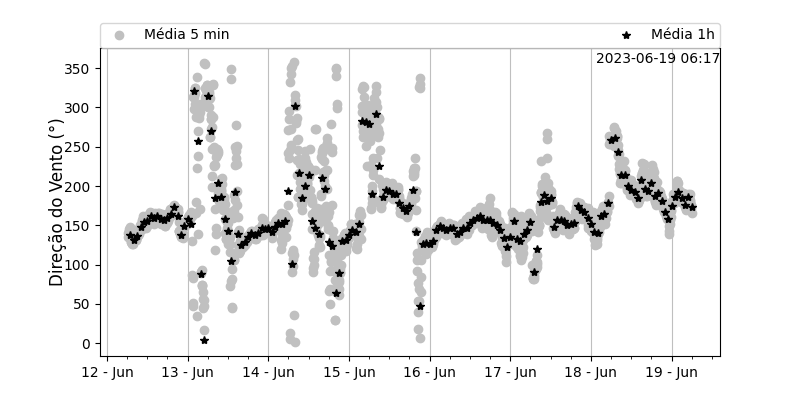 Média 5 min
Média 1h
2023-06-19 06:17
Direção do Vento (°)
350
300
250
200
150
100
50
0
12 - Jun
13 - Jun
14 - Jun
15 - Jun
16 - Jun
17 - Jun
18 - Jun
19 - Jun